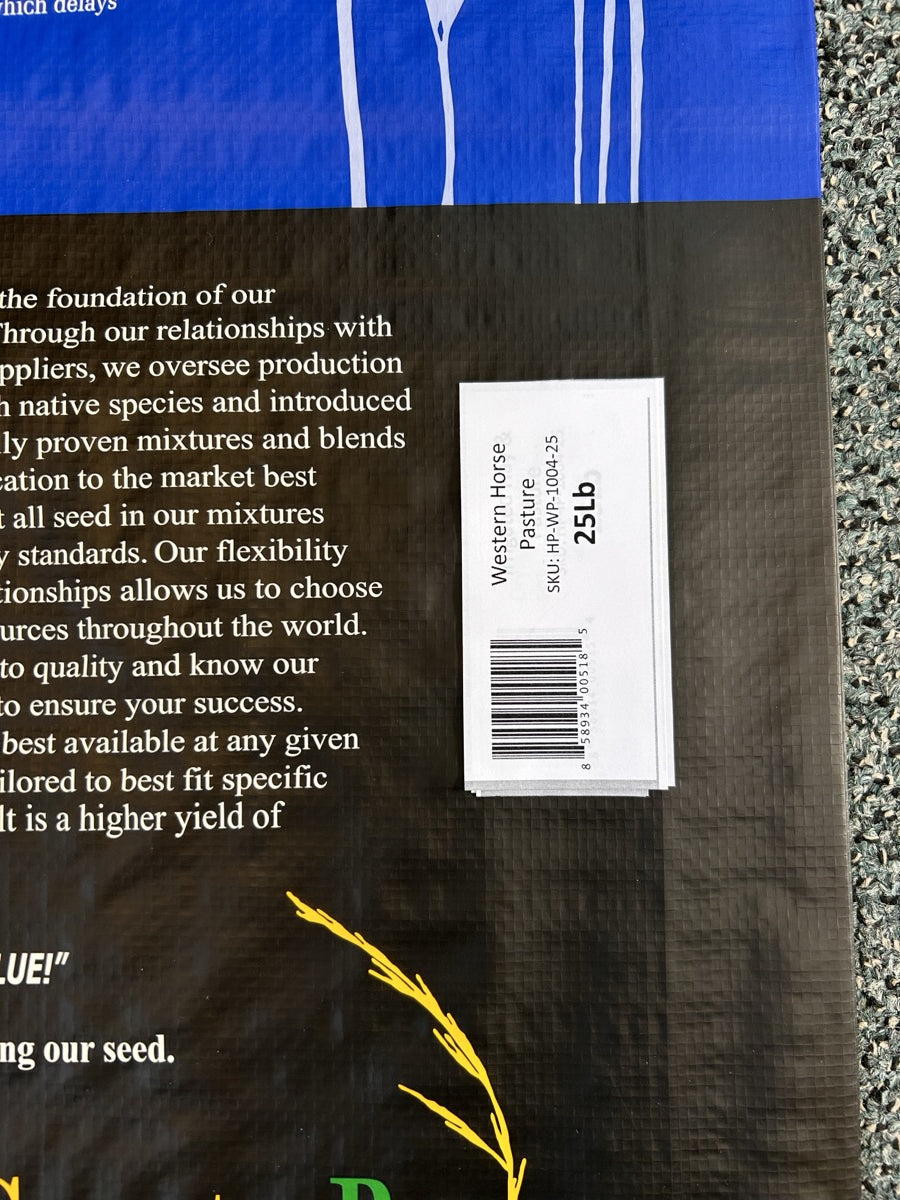 which delays
the foundation of our
Through our relationships with
ppliers, we oversee production
h native species and introduced
lly proven mixtures and blends
cation to the market best
t all seed in our mixtures
y standards. Our flexibility
tionships allows us to choose
urces throughout the world.
to quality and know our
to ensure your success.
best available at any given
ilored to best fit specific
lt is a higher yield of
LUE!”
ng our seed.
Western Horse
Pasture
SKU: HP-WP-1004-25
25Lb
8 58934 00518 5